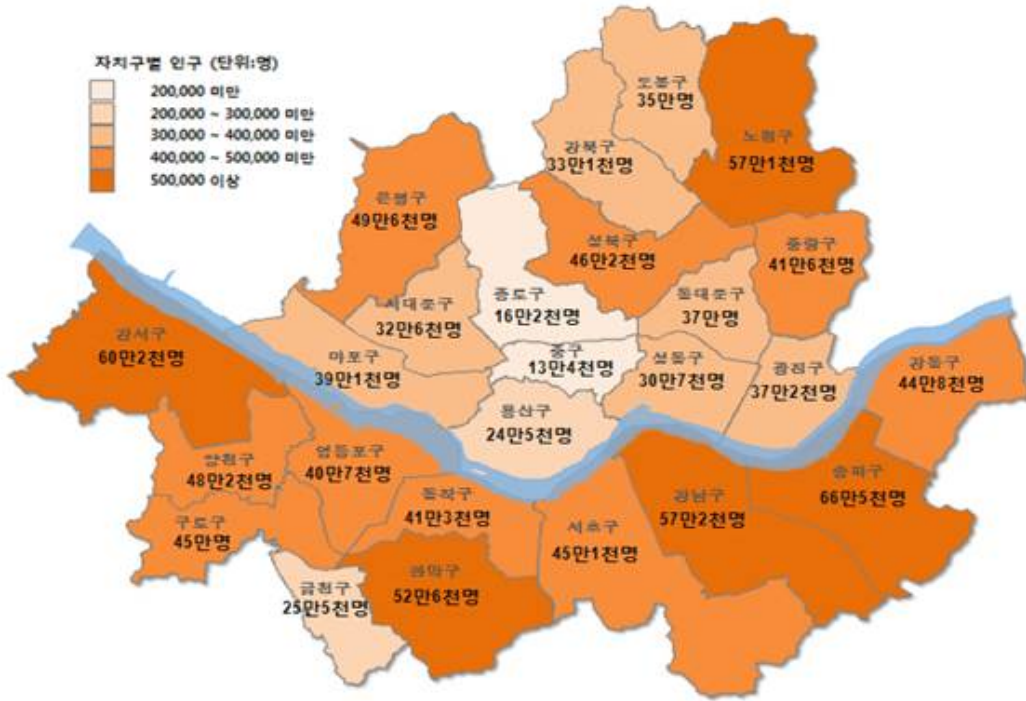 자치구별 인구 (단위:명)
200,000 미만
200,000 ~ 300,000 미만
300,000 ~ 400,000 미만
400,000 ~ 500,000 미만
500,000 이상
도봉구
35만명
노원구
57만1천명
강북구
33만1천명
은평구
49만6천명
성북구
46만2천명
중랑구
41만6천명
서대문구
32만6천명
종로구
16만2천명
동대문구
37만명
강서구
60만2천명
마포구
39만1천명
중구
13만4천명
성동구
30만7천명
광진구
37만2천명
강동구
44만8천명
용산구
24만5천명
양천구
48만2천명
영등포구
40만7천명
동작구
41만3천명
강남구
57만2천명
송파구
66만5천명
구로구
45만명
서초구
45만1천명
금천구
25만5천명
관악구
52만6천명